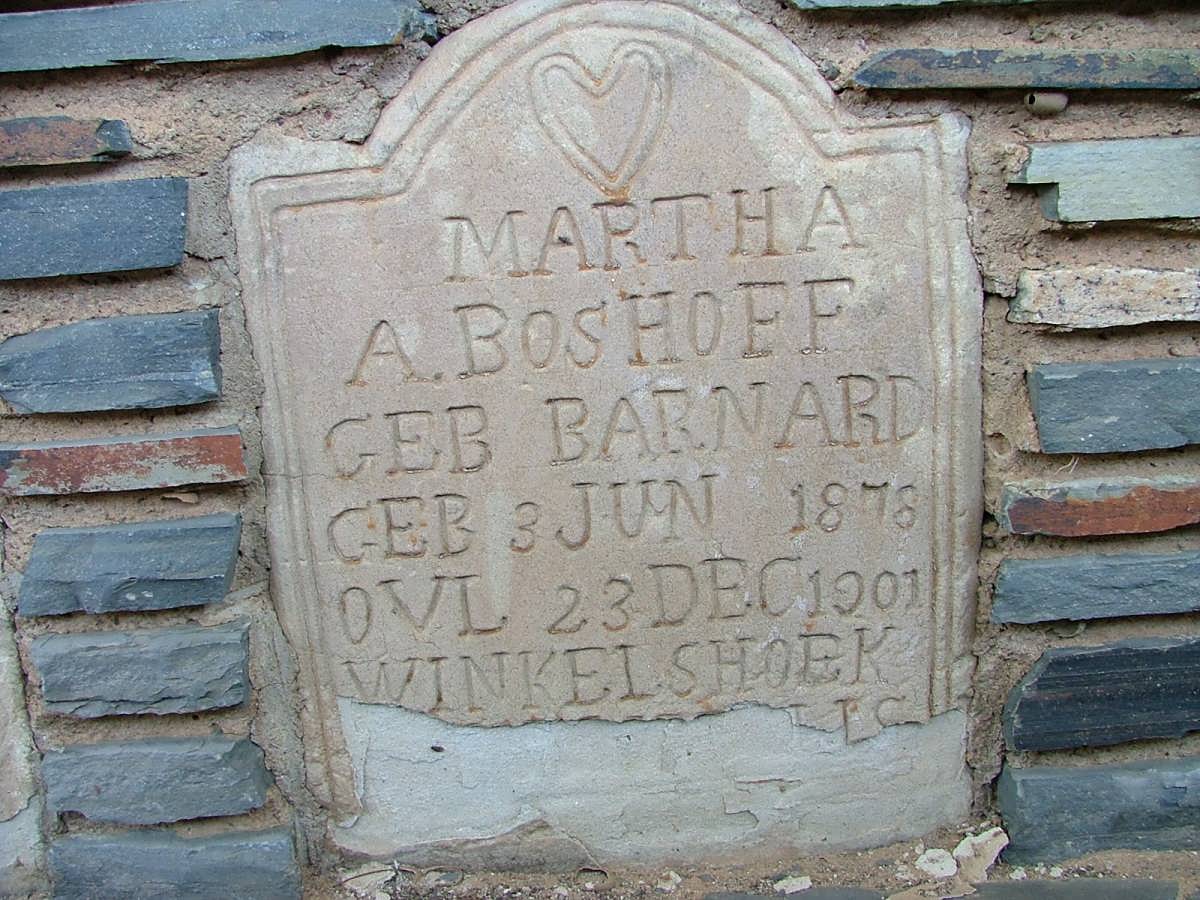 MARTHA
A. BOSHOFF
GEB BARNARD
GEB 3 JUN 1878
OVL 23 DEC 1901
WINKELSHOEK